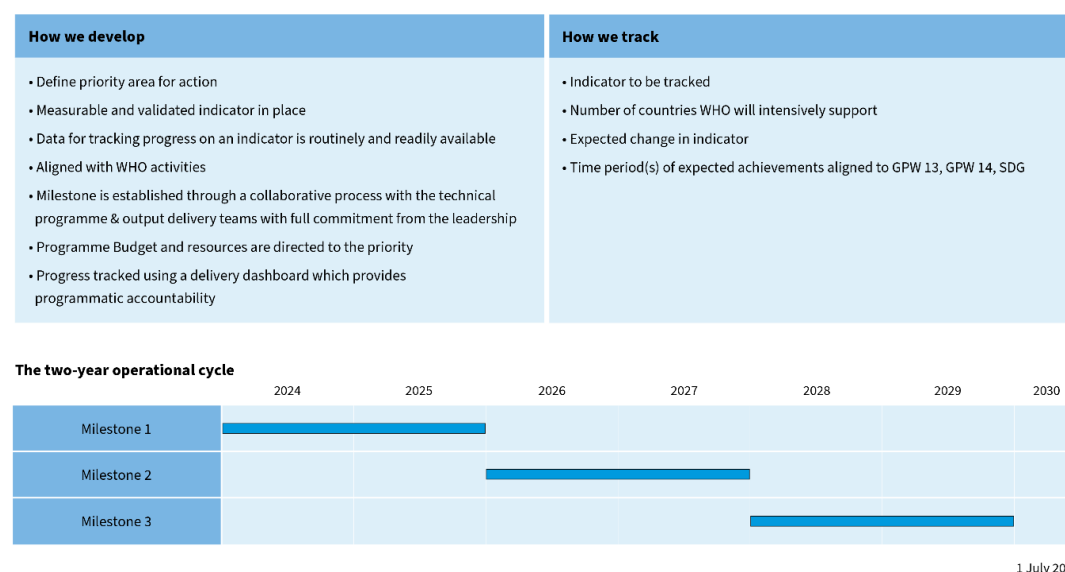 How we develop
• Define priority area for action
• Measurable and validated indicator in place
• Data for tracking progress on an indicator is routinely and readily available
• Aligned with WHO activities
• Milestone is established through a collaborative process with the technical
programme & output delivery teams with full commitment from the leadership
• Programme Budget and resources are directed to the priority
• Progress tracked using a delivery dashboard which provides
programmatic accountability
How we track
• Indicator to be tracked
• Number of countries WHO will intensively support
• Expected change in indicator
• Time period(s) of expected achievements aligned to GPW 13, GPW 14, SDG
The two-year operational cycle
2024 2025 2026 2027 2028 2029 2030
Milestone 1
Milestone 2
Milestone 3
1 July